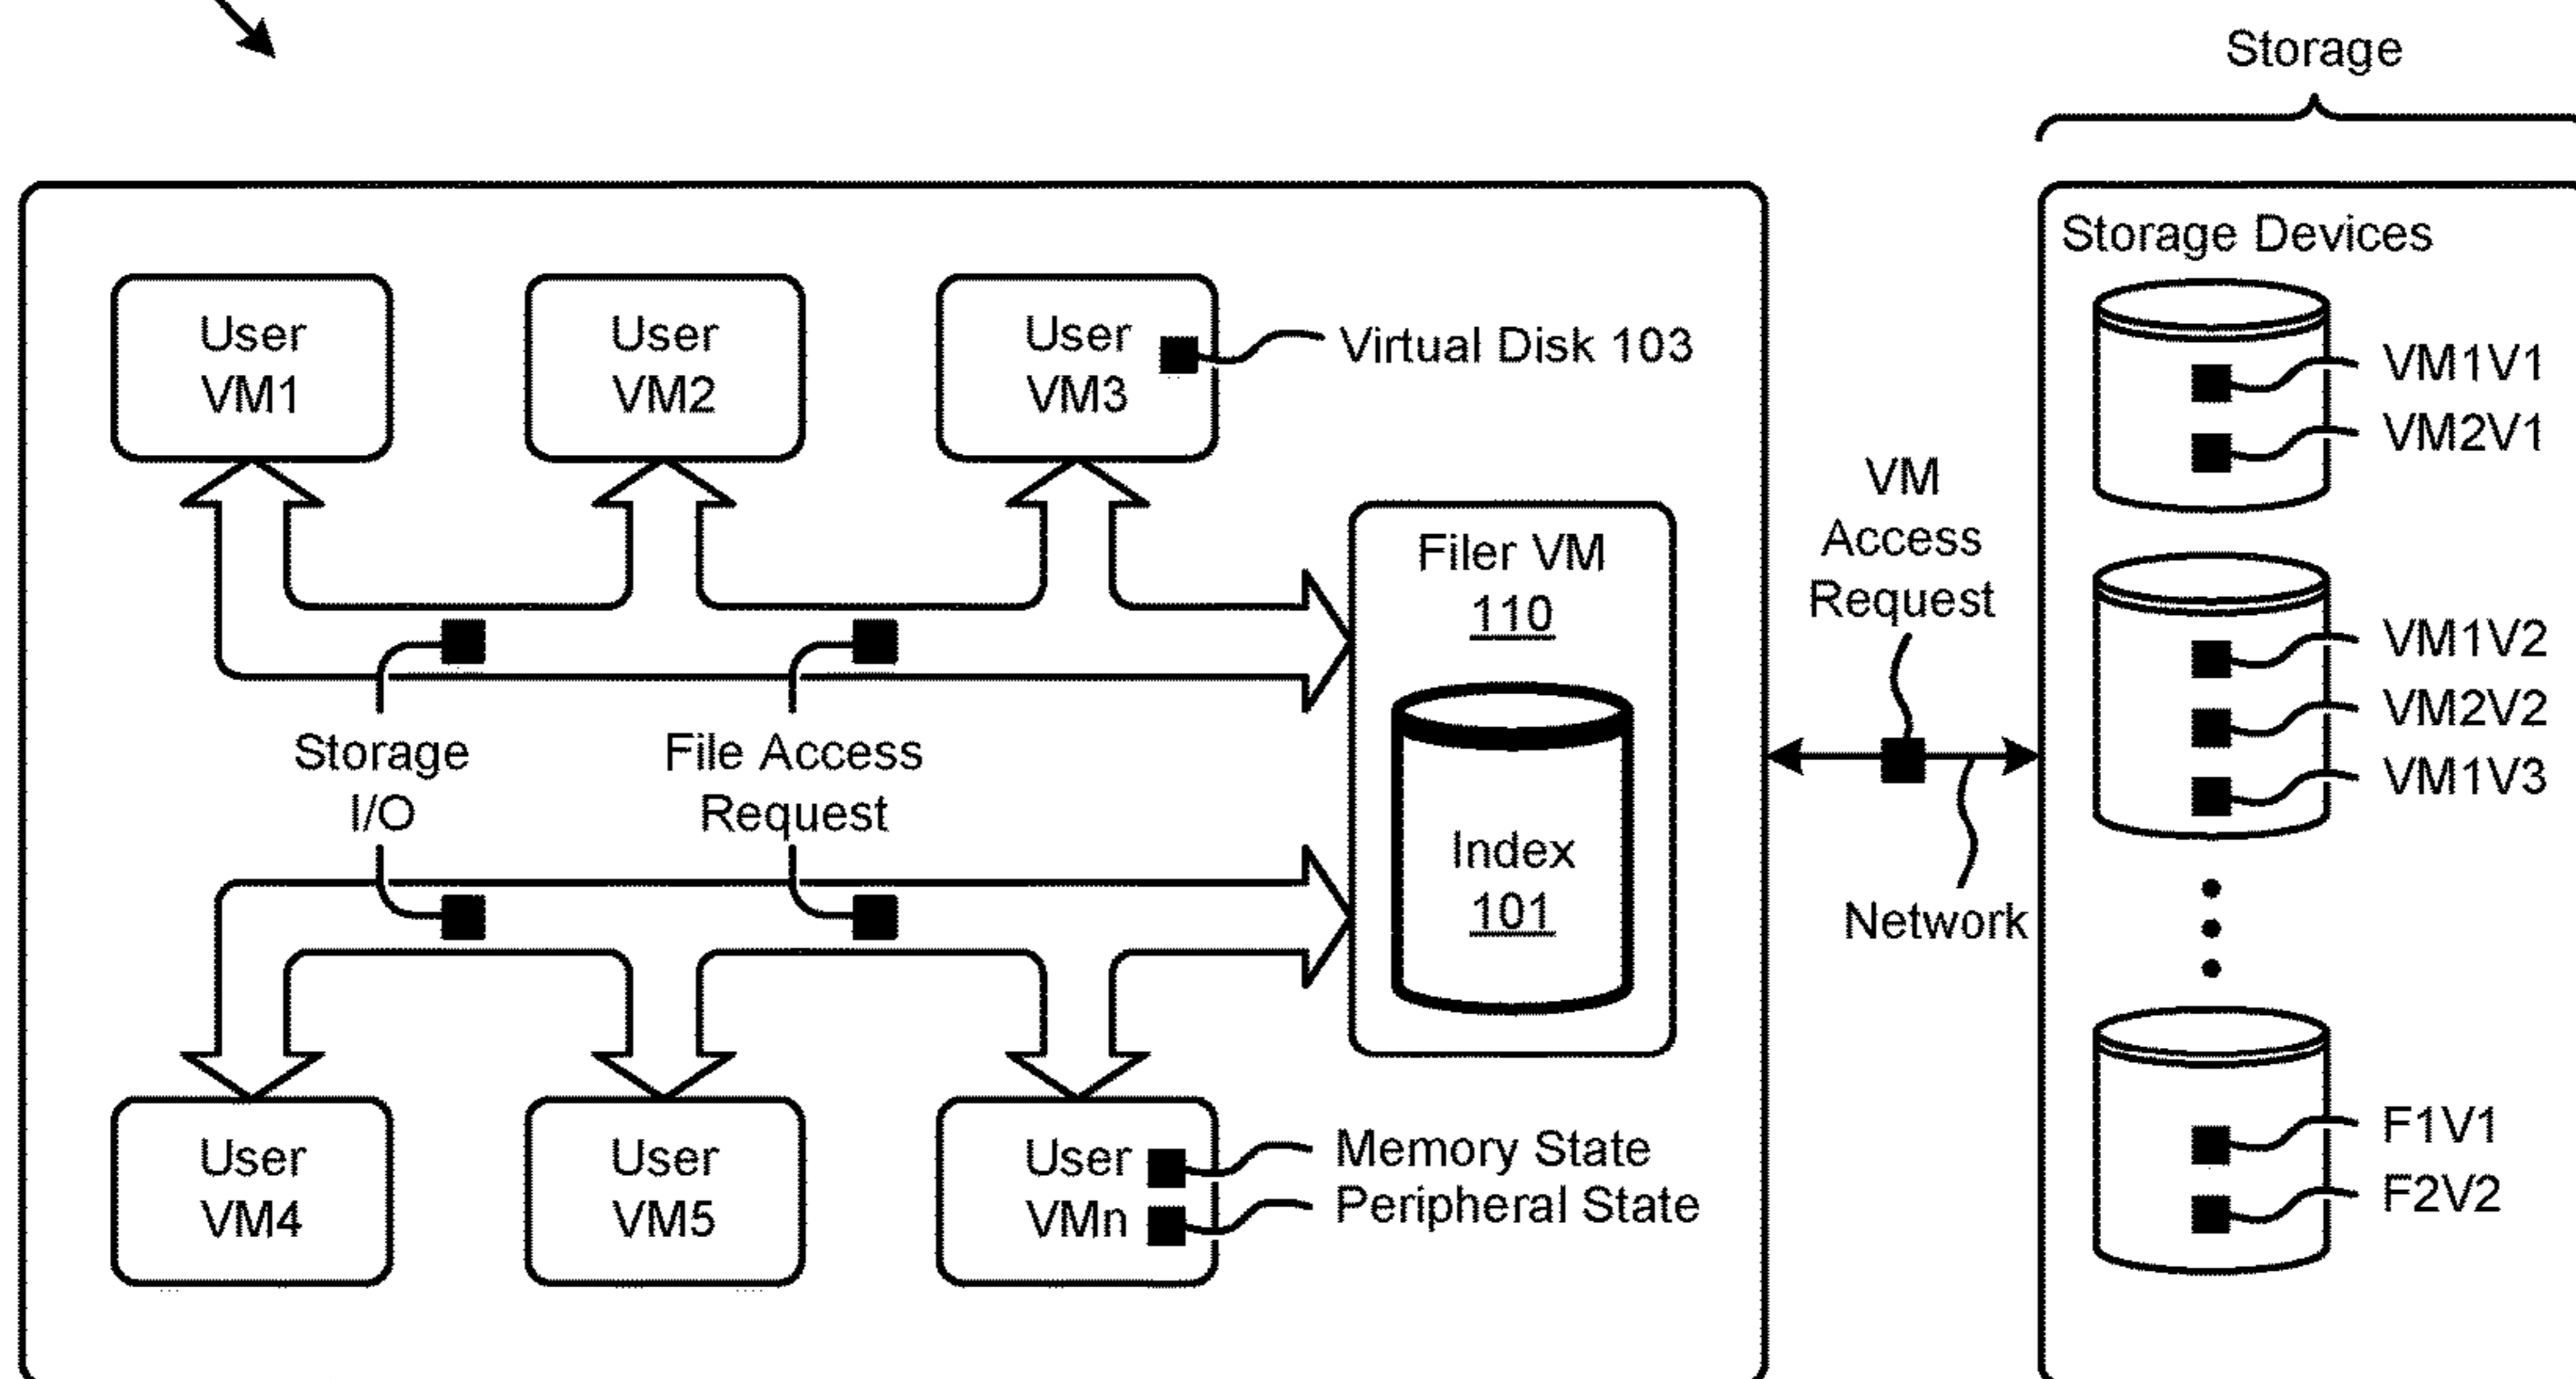 Storage
Storage Devices
User
VM1
User
VM2
User
VM3
Virtual Disk 103
VM1V1
VM2V1
VM
Access
Request
Filer VM
110
VM1V2
VM2V2
VM1V3
Storage
I/O
File Access
Request
Index
101
Network
User
VM4
User
VM5
User
VMn
Memory State
Peripheral State
F1V1
F2V2